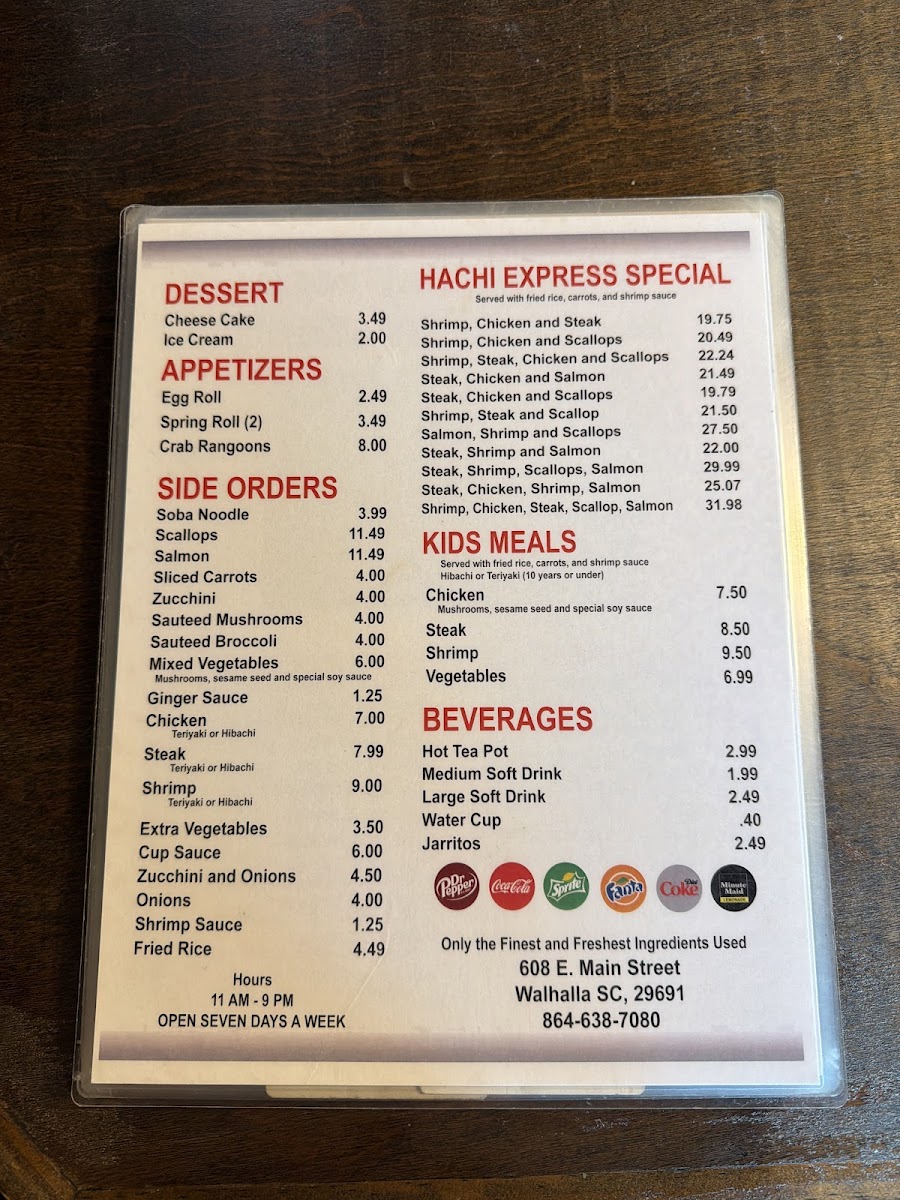 DESSERT
Cheese Cake 3.49
Ice Cream 2.00
APPETIZERS
Egg Roll 2.49
Spring Roll (2) 3.49
Crab Rangoons 8.00
SIDE ORDERS
Soba Noodle 3.99
Scallops 11.49
Salmon 11.49
Sliced Carrots 4.00
Zucchini 4.00
Sauteed Mushrooms 4.00
Sauteed Broccoli 4.00
Mixed Vegetables 6.00
Mushrooms, sesame seed and special soy sauce
Ginger Sauce 1.25
Chicken 7.00
Teriyaki or Hibachi
Steak 7.99
Teriyaki or Hibachi
Shrimp 9.00
Teriyaki or Hibachi
Extra Vegetables 3.50
Cup Sauce 6.00
Zucchini and Onions 4.50
Onions 4.00
Shrimp Sauce 1.25
Fried Rice 4.49
Hours
11 AM - 9 PM
OPEN SEVEN DAYS A WEEK
HACHI EXPRESS SPECIAL
Served with fried rice, carrots, and shrimp sauce
Shrimp, Chicken and Steak 19.75
Shrimp, Chicken and Scallops 20.49
Shrimp, Steak, Chicken and Scallops 22.24
Steak, Chicken and Salmon 21.49
Steak, Chicken and Scallops 19.79
Shrimp, Steak and Scallop 21.50
Salmon, Shrimp and Scallops 27.50
Steak, Shrimp and Salmon 22.00
Steak, Shrimp, Scallops, Salmon 29.99
Steak, Chicken, Shrimp, Salmon 25.07
Shrimp, Chicken, Steak, Scallop, Salmon 31.98
KIDS MEALS
Served with fried rice, carrots, and shrimp sauce
Hibachi or Teriyaki (10 years or under)
Chicken 7.50
Mushrooms, sesame seed and special soy sauce
Steak 8.50
Shrimp 9.50
Vegetables 6.99
BEVERAGES
Hot Tea Pot 2.99
Medium Soft Drink 1.99
Large Soft Drink 2.49
Water Cup .40
Jarritos 2.49
Dr Pepper
Coca-Cola
Sprite
Fanta
Diet Coke
Minute Maid LEMONADE
Only the Finest and Freshest Ingredients Used
608 E. Main Street
Walhalla SC, 29691
864-638-7080